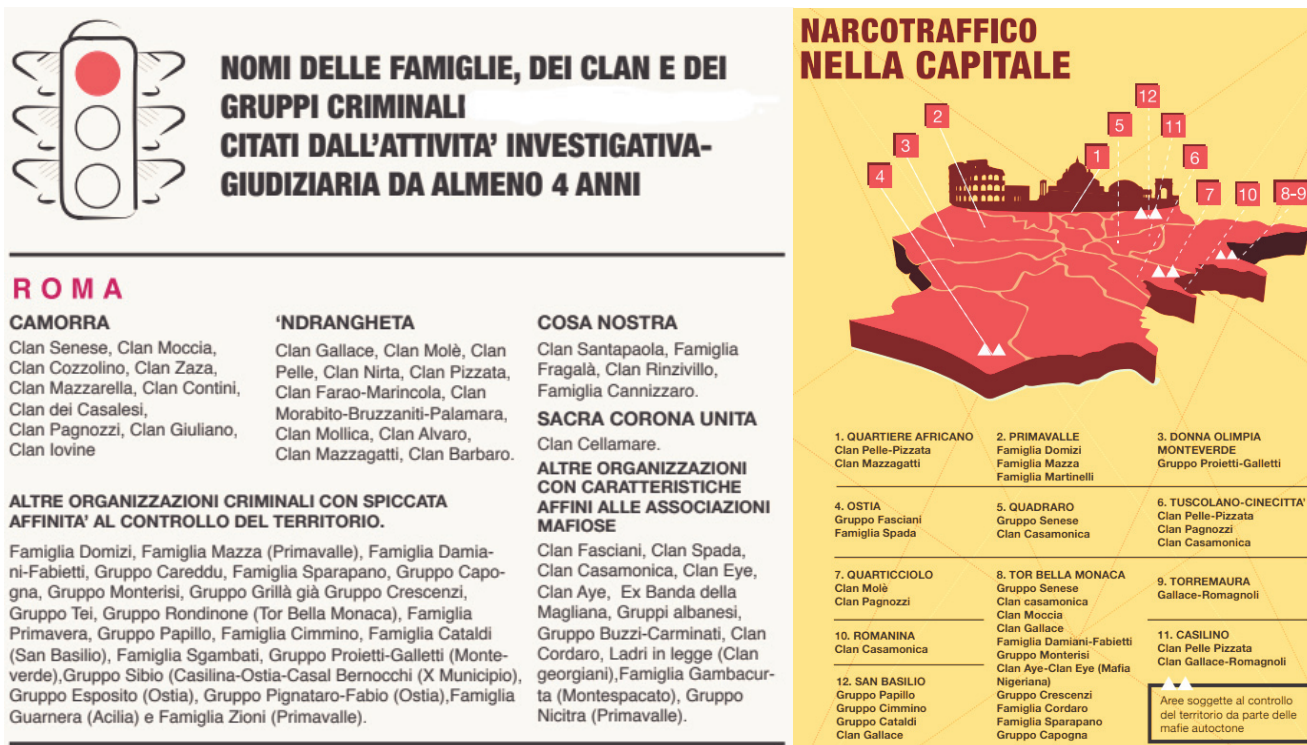 NOMI DELLE FAMIGLIE, DEI CLAN E DEI
GRUPPI CRIMINALI
CITATI DALL'ATTIVITA' INVESTIGATIVA-
GIUDIZIARIA DA ALMENO 4 ANNI
ROMA
CAMORRA
Clan Senese, Clan Moccia,
Clan Cozzolino, Clan Zaza,
Clan Mazzarella, Clan Contini,
Clan dei Casalesi,
Clan Pagnozzi, Clan Giuliano,
Clan Iovine
'NDRANGHETA
Clan Gallace, Clan Molè, Clan
Pelle, Clan Nirta, Clan Pizzata,
Clan Farao-Marincola, Clan
Morabito-Bruzzaniti-Palamara,
Clan Mollica, Clan Alvaro,
Clan Mazzagatti, Clan Barbaro.
COSA NOSTRA
Clan Santapaola, Famiglia
Fragalà, Clan Rinzivillo,
Famiglia Cannizzaro.
SACRA CORONA UNITA
Clan Cellamare.
ALTRE ORGANIZZAZIONI
CON CARATTERISTICHE
AFFINI ALLE ASSOCIAZIONI
MAFIOSE
Clan Fasciani, Clan Spada,
Clan Casamonica, Clan Eye,
Clan Aye, Ex Banda della
Magliana, Gruppi albanesi,
Gruppo Buzzi-Carminati, Clan
Cordaro, Ladri in legge (Clan
georgiani),Famiglia Gambacur-
ta (Montespacato), Gruppo
Nicitra (Primavalle).
ALTRE ORGANIZZAZIONI CRIMINALI CON SPICCATA
AFFINITA' AL CONTROLLO DEL TERRITORIO.
Famiglia Domizi, Famiglia Mazza (Primavalle), Famiglia Damia-
ni-Fabietti, Gruppo Careddu, Famiglia Sparapano, Gruppo Capo-
gna, Gruppo Monterisi, Gruppo Grillà già Gruppo Crescenzi,
Gruppo Tei, Gruppo Rondinone (Tor Bella Monaca), Famiglia
Primavera, Gruppo Papillo, Famiglia Cimmino, Famiglia Cataldi
(San Basilio), Famiglia Sgambati, Gruppo Proietti-Galletti (Monte-
verde),Gruppo Sibio (Casilina-Ostia-Casal Bernocchi (X Municipio),
Gruppo Esposito (Ostia), Gruppo Pignataro-Fabio (Ostia),Famiglia
Guarnera (Acilia) e Famiglia Zioni (Primavalle).
NARCOTRAFFICO
NELLA CAPITALE
12
2
5
11
3
1
6
4
7
10
8-9
1. QUARTIERE AFRICANO
Clan Pelle-Pizzata
Clan Mazzagatti
2. PRIMAVALLE
Famiglia Domizi
Famiglia Mazza
Famiglia Martinelli
3. DONNA OLIMPIA
MONTEVERDE
Gruppo Proietti-Galletti
4. OSTIA
Gruppo Fasciani
Famiglia Spada
5. QUADRARO
Gruppo Senese
Clan Casamonica
6. TUSCOLANO-CINECITTA'
Clan Pelle-Pizzata
Clan Pagnozzi
Clan Casamonica
7. QUARTICCIOLO
Clan Molè
Clan Pagnozzi
8. TOR BELLA MONACA
Gruppo Senese
Clan casamonica
Clan Moccia
Clan Gallace
Famiglia Damiani-Fabietti
Gruppo Monterisi
Clan Aye-Clan Eye (Mafia
Nigeriana)
Gruppo Crescenzi
Famiglia Cordaro
Famiglia Sparapano
Gruppo Capogna
9. TORREMAURA
Gallace-Romagnoli
10. ROMANINA
Clan Casamonica
11. CASILINO
Clan Pelle Pizzata
Clan Gallace-Romagnoli
12. SAN BASILIO
Gruppo Papillo
Gruppo Cimmino
Gruppo Cataldi
Clan Gallace
Aree soggette al controllo
del territorio da parte delle
mafie autoctone